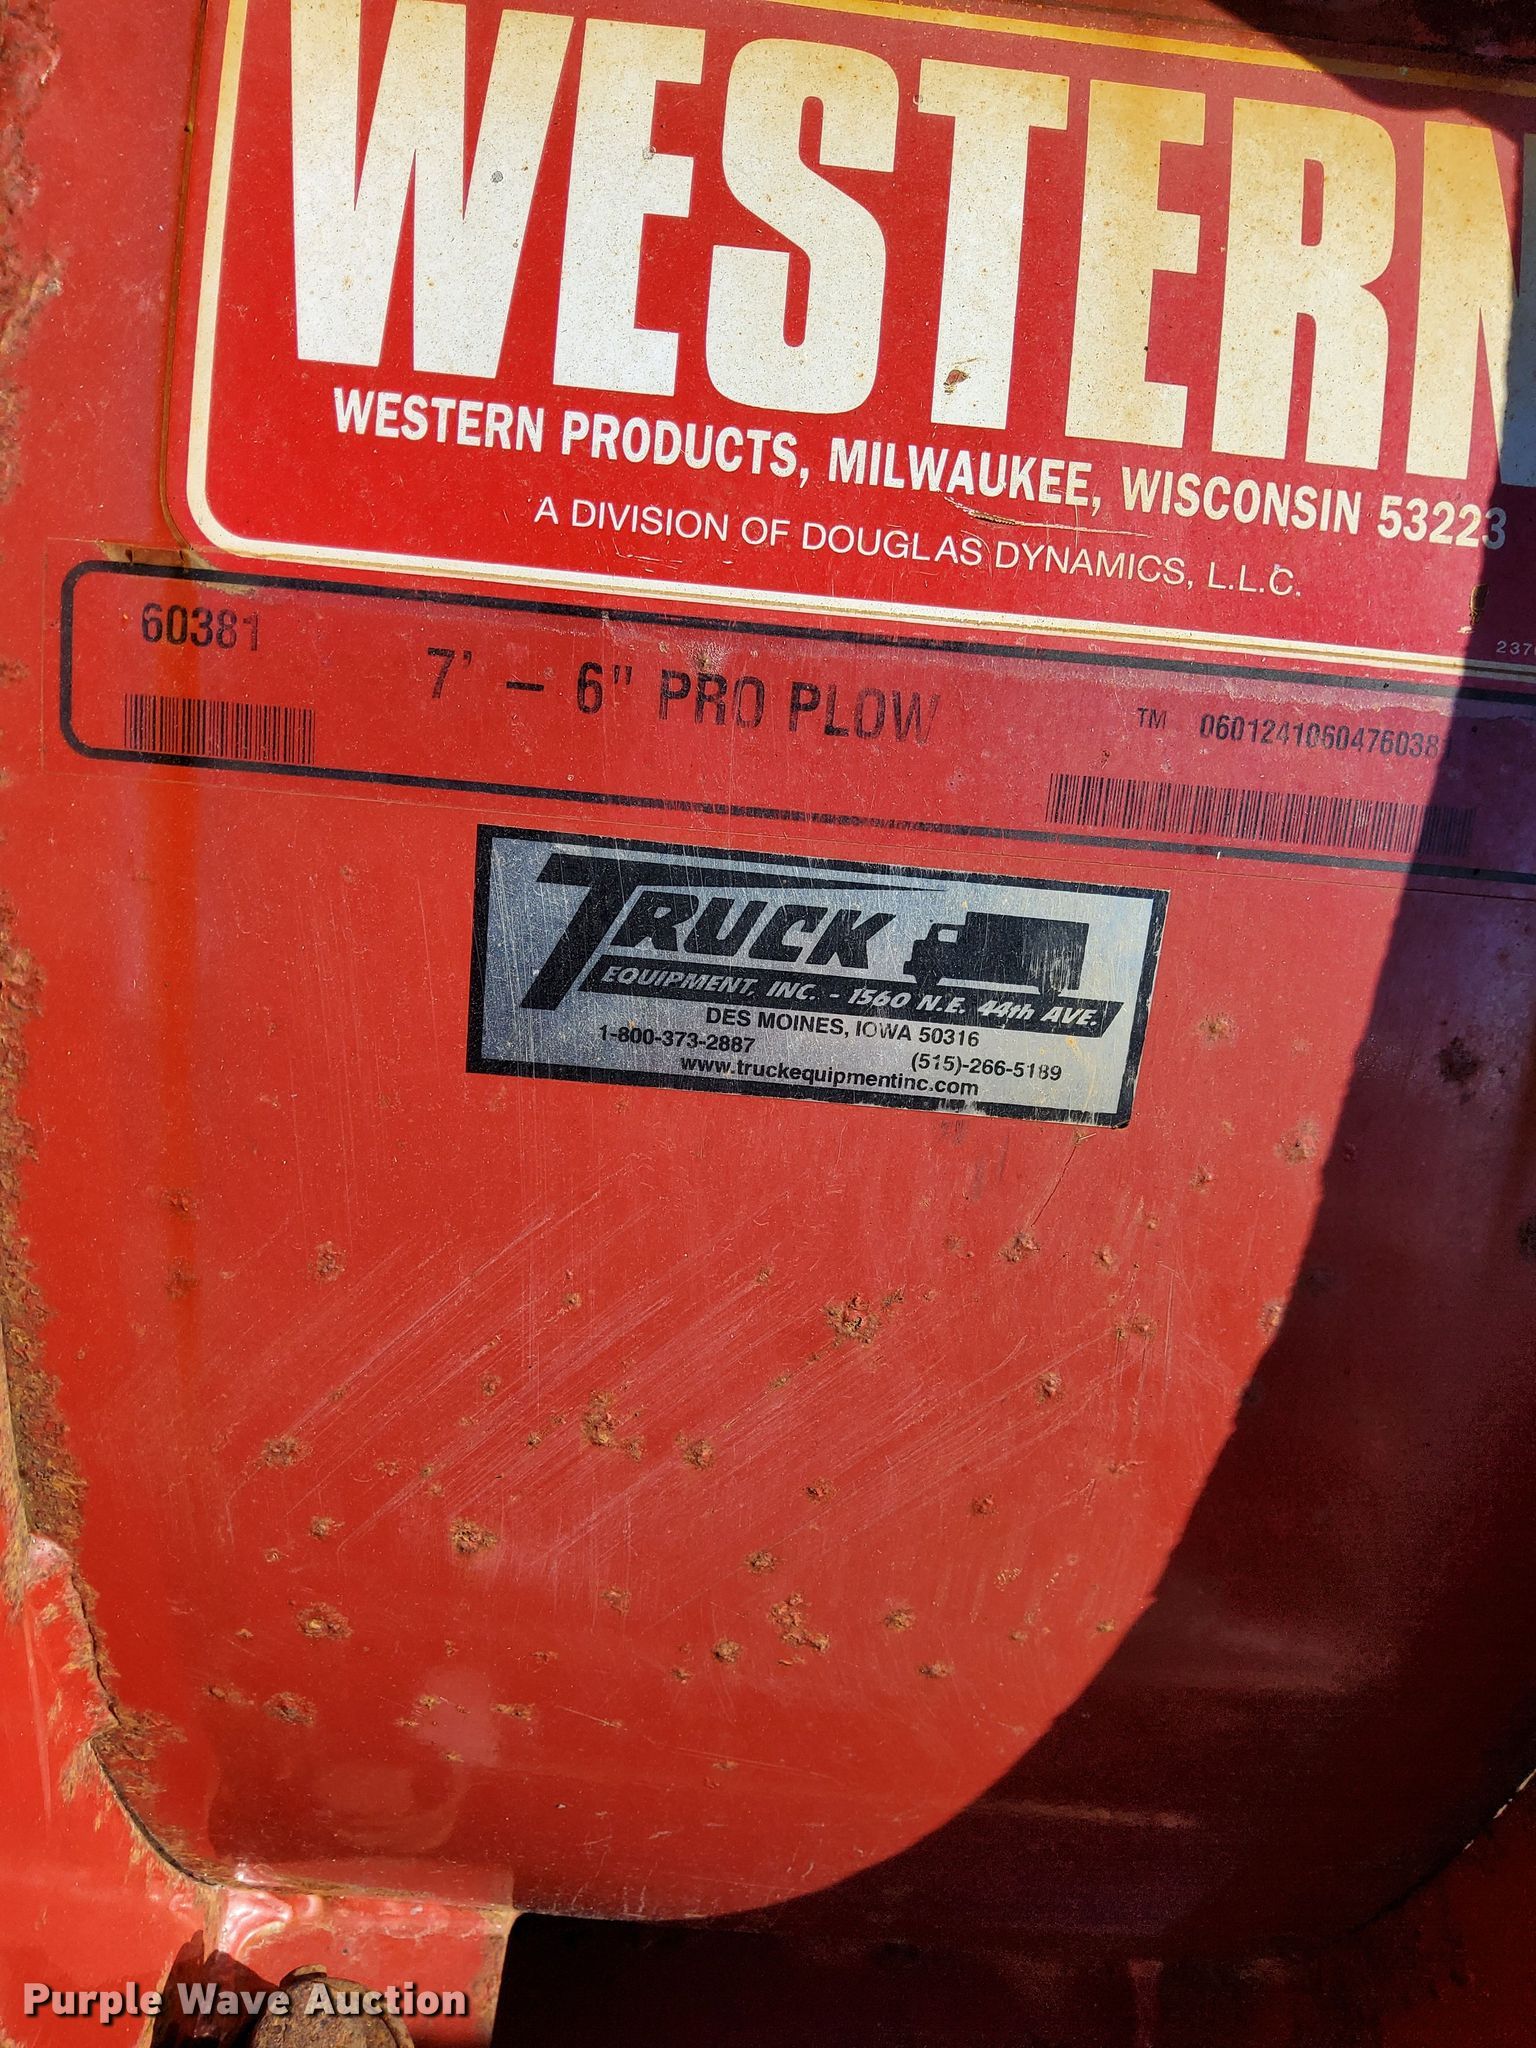 WESTERN
WESTERN PRODUCTS, MILWAUKEE, WISCONSIN 53223
A DIVISION OF DOUGLAS DYNAMICS, L.L.C.
60381 7' - 6" PRO PLOW TM
TRUCK
EQUIPMENT, INC. - 1560 N.E. 44th AVE.
DES MOINES, IOWA 50316
1-800-373-2887 (515)-266-5189
www.truckequipmentinc.com
Purple Wave Auction